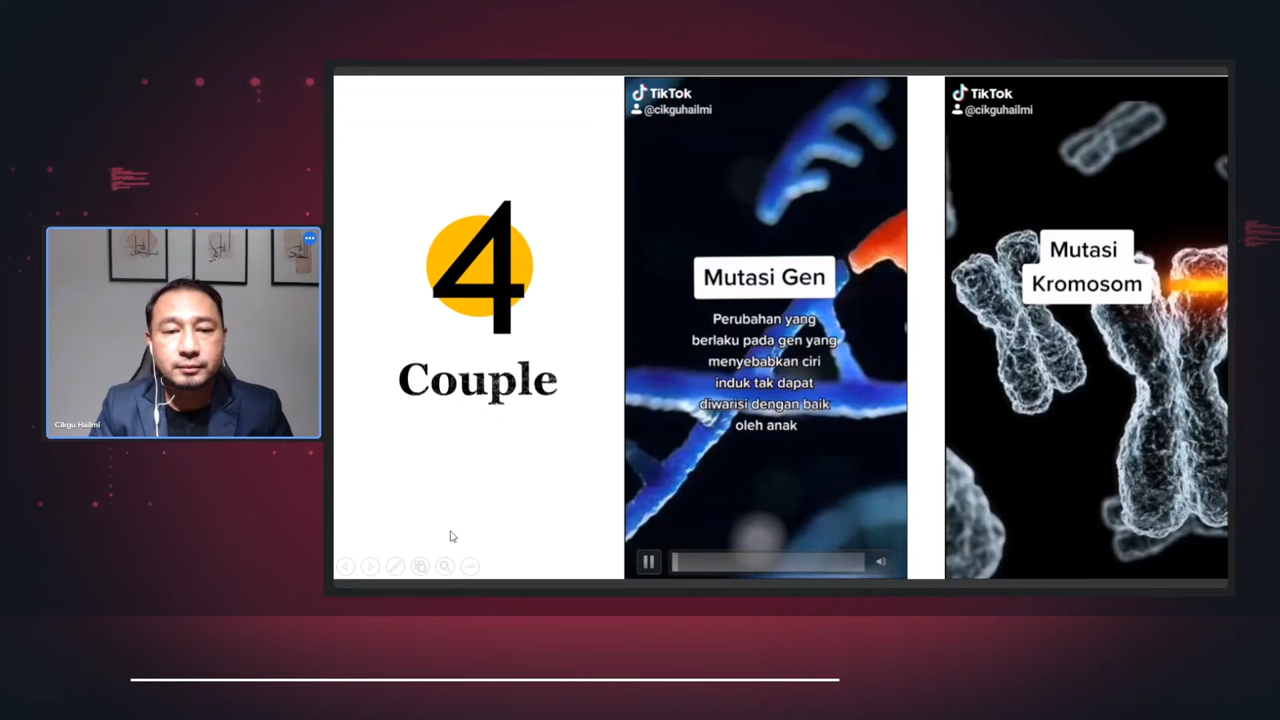 4
Couple
TikTok
@cikguhailmi
Mutasi Gen
Perubahan yang
berlaku pada gen yang
menyebabkan ciri
induk tak dapat
diwarisi dengan baik
oleh anak
TikTok
@cikguhailmi
Mutasi
Kromosom
Cikgu Hailmi